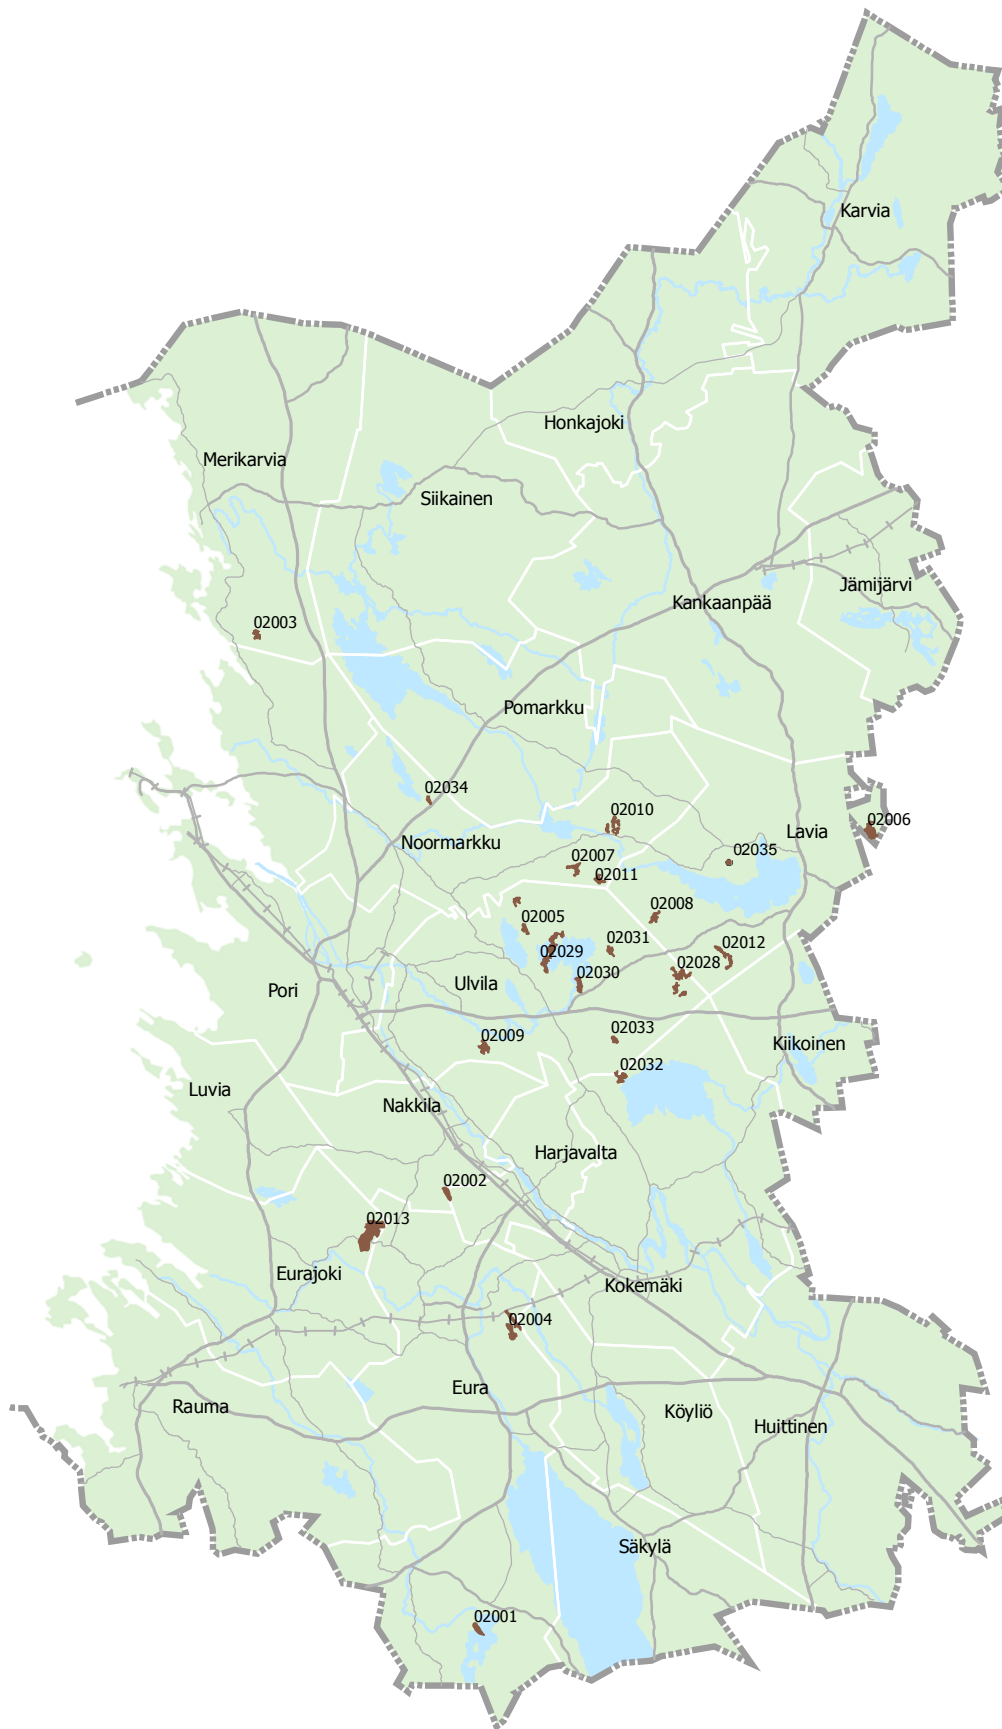 Karvia
Honkajoki
Merikarvia
Siikainen
Jämijärvi
Kankaanpää
02003
Pomarkku
02034
02010
02006
Lavia
Noormarkku
02035
02007
02011
02008
02005
02031
02012
02029
02028
02030
Ulvila
Pori
02033
02009
Kiikoinen
02032
Luvia
Nakkila
Harjavalta
02002
02013
Eurajoki
Kokemäki
02004
Eura
Rauma
Köyliö
Huittinen
Säkylä
02001